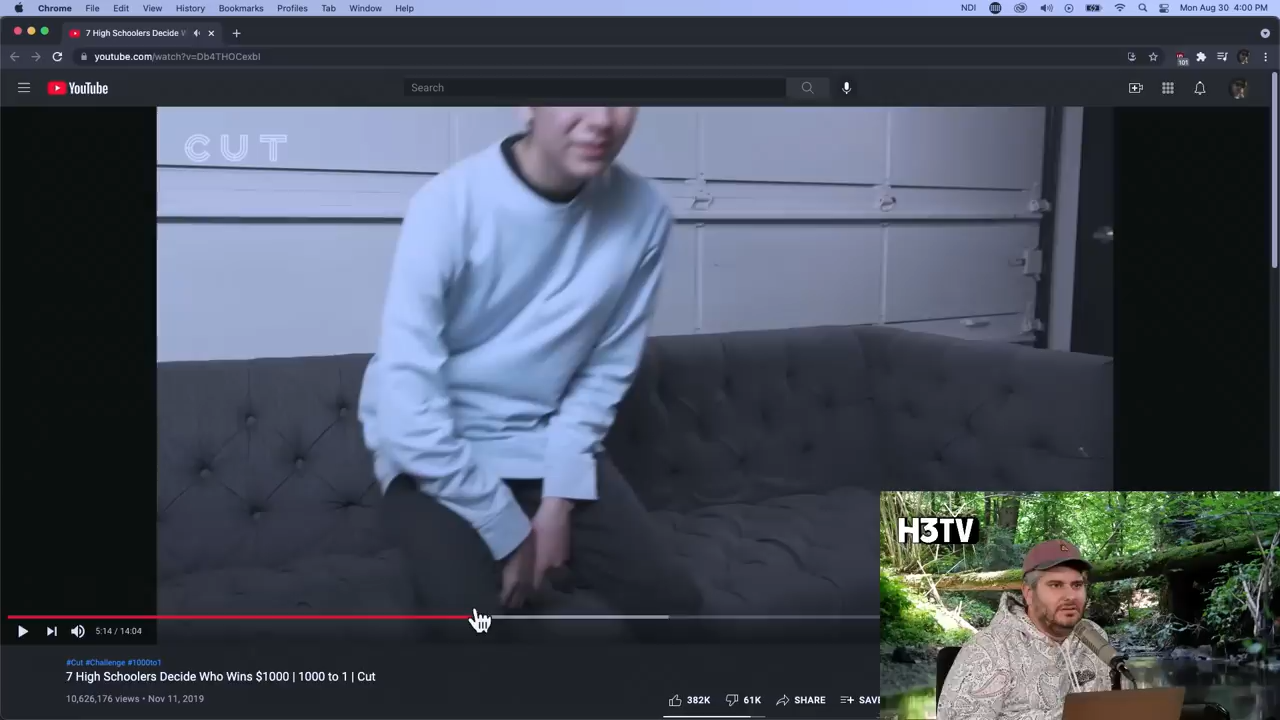 Chrome File Edit View History Bookmarks Profiles Tab Window Help NDI Mon Aug 30 4:00 PM
7 High Schoolers Decide W
youtube.com/watch?v=Db4THOCexbI
101
YouTube
Search
CUT
H3TV
5:14 / 14:04
#Cut #Challenge #1000to1
7 High Schoolers Decide Who Wins $1000 | 1000 to 1 | Cut
10,626,176 views • Nov 11, 2019
382K 61K SHARE SAVE